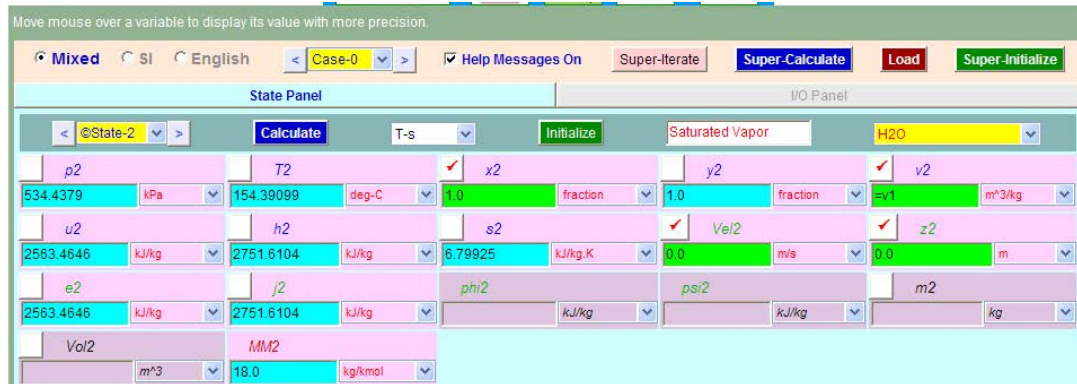 Move mouse over a variable to display its value with more precision.
Mixed SI English < Case-0 > Help Messages On Super-Iterate Super-Calculate Load Super-Initialize
State Panel I/O Panel
< ©State-2 > Calculate T-s Initialize Saturated Vapor H2O
p2 T2 x2 y2 v2
534.4379 kPa 154.39099 deg-C 1.0 fraction 1.0 fraction =v1 m^3/kg
u2 h2 s2 Vel2 z2
2563.4646 kJ/kg 2751.6104 kJ/kg 6.79925 kJ/kg.K 0.0 m/s 0.0 m
e2 j2 phi2 psi2 m2
2563.4646 kJ/kg 2751.6104 kJ/kg kJ/kg kJ/kg kg
Vol2 MM2
m^3 18.0 kg/kmol